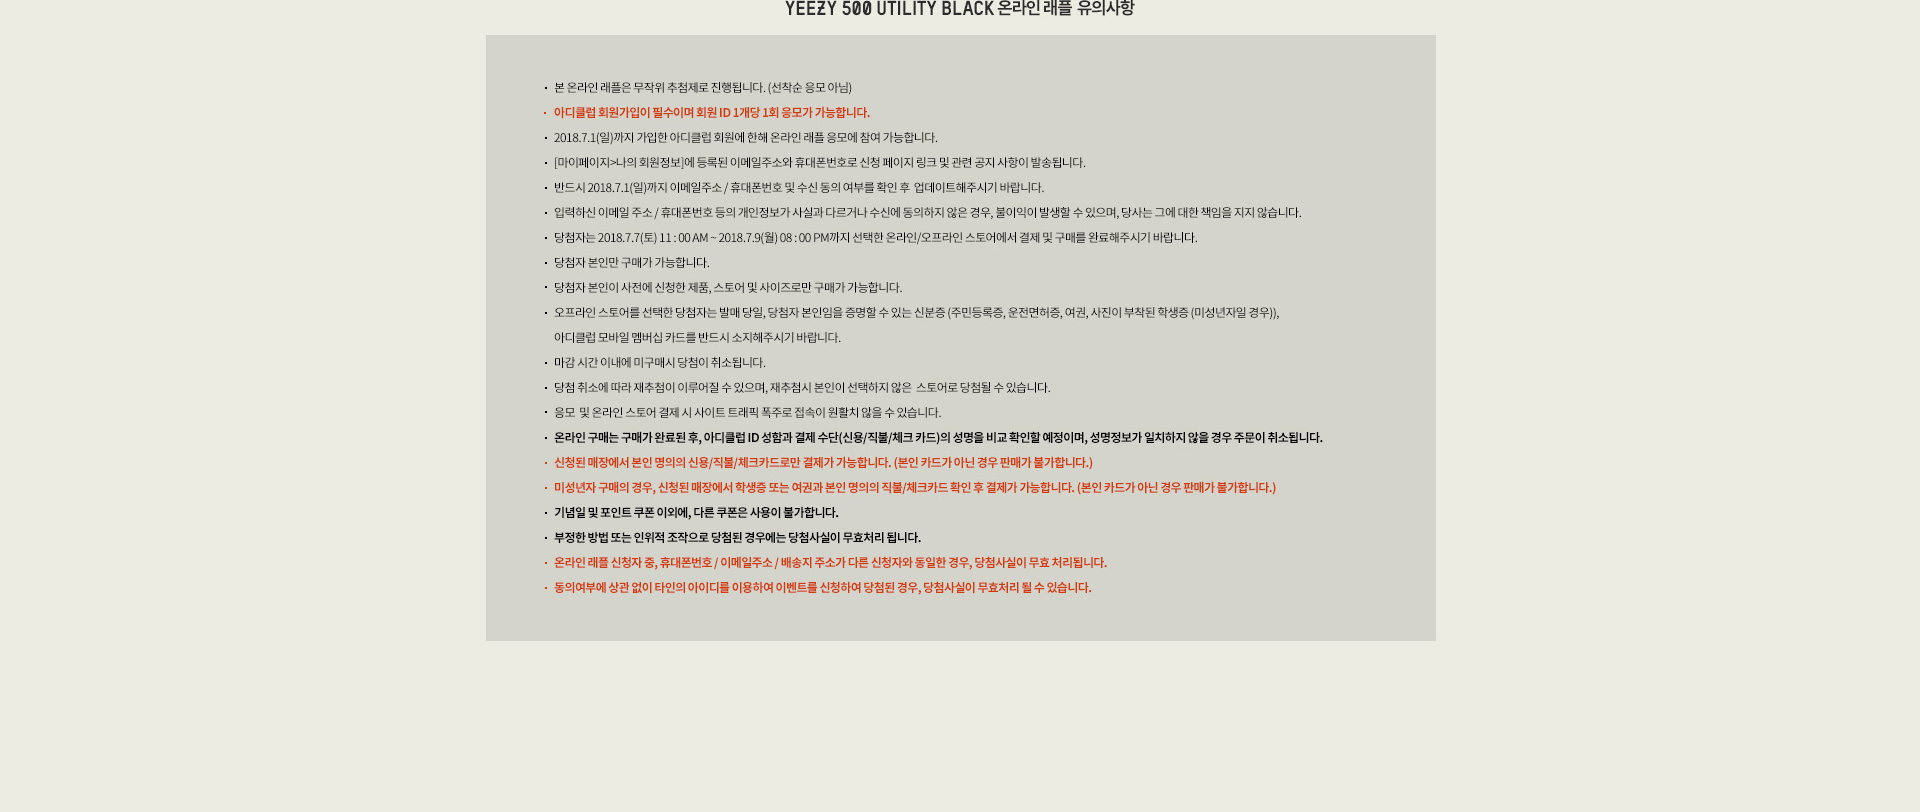 YEEZY 500 UTILITY BLACK 온라인 래플 유의사항
· 본 온라인 래플은 무작위 추첨제로 진행됩니다. (선착순 응모 아님)
· 아디클럽 회원가입이 필수이며 회원 ID 1개당 1회 응모가 가능합니다.
· 2018.7.1(일)까지 가입한 아디클럽 회원에 한해 온라인 래플 응모에 참여 가능합니다.
· [마이페이지>나의 회원정보]에 등록된 이메일주소와 휴대폰번호로 신청 페이지 링크 및 관련 공지 사항이 발송됩니다.
· 반드시 2018.7.1(일)까지 이메일주소 / 휴대폰번호 및 수신 동의 여부를 확인 후 업데이트해주시기 바랍니다.
· 입력하신 이메일 주소 / 휴대폰번호 등의 개인정보가 사실과 다르거나 수신에 동의하지 않은 경우, 불이익이 발생할 수 있으며, 당사는 그에 대한 책임을 지지 않습니다.
· 당첨자는 2018.7.7(토) 11 : 00 AM ~ 2018.7.9(월) 08 : 00 PM까지 선택한 온라인/오프라인 스토어에서 결제 및 구매를 완료해주시기 바랍니다.
· 당첨자 본인만 구매가 가능합니다.
· 당첨자 본인이 사전에 신청한 제품, 스토어 및 사이즈로만 구매가 가능합니다.
· 오프라인 스토어를 선택한 당첨자는 발매 당일, 당첨자 본인임을 증명할 수 있는 신분증 (주민등록증, 운전면허증, 여권, 사진이 부착된 학생증 (미성년자일 경우)),
아디클럽 모바일 멤버십 카드를 반드시 소지해주시기 바랍니다.
· 마감 시간 이내에 미구매시 당첨이 취소됩니다.
· 당첨 취소에 따라 재추첨이 이루어질 수 있으며, 재추첨시 본인이 선택하지 않은 스토어로 당첨될 수 있습니다.
· 응모 및 온라인 스토어 결제 시 사이트 트래픽 폭주로 접속이 원활치 않을 수 있습니다.
· 온라인 구매는 구매가 완료된 후, 아디클럽 ID 성함과 결제 수단(신용/직불/체크 카드)의 성명을 비교 확인할 예정이며, 성명정보가 일치하지 않을 경우 주문이 취소됩니다.
· 신청된 매장에서 본인 명의의 신용/직불/체크카드로만 결제가 가능합니다. (본인 카드가 아닌 경우 판매가 불가합니다.)
· 미성년자 구매의 경우, 신청된 매장에서 학생증 또는 여권과 본인 명의의 직불/체크카드 확인 후 결제가 가능합니다. (본인 카드가 아닌 경우 판매가 불가합니다.)
· 기념일 및 포인트 쿠폰 이외에, 다른 쿠폰은 사용이 불가합니다.
· 부정한 방법 또는 인위적 조작으로 당첨된 경우에는 당첨사실이 무효처리 됩니다.
· 온라인 래플 신청자 중, 휴대폰번호 / 이메일주소 / 배송지 주소가 다른 신청자와 동일한 경우, 당첨사실이 무효 처리됩니다.
· 동의여부에 상관 없이 타인의 아이디를 이용하여 이벤트를 신청하여 당첨된 경우, 당첨사실이 무효처리 될 수 있습니다.